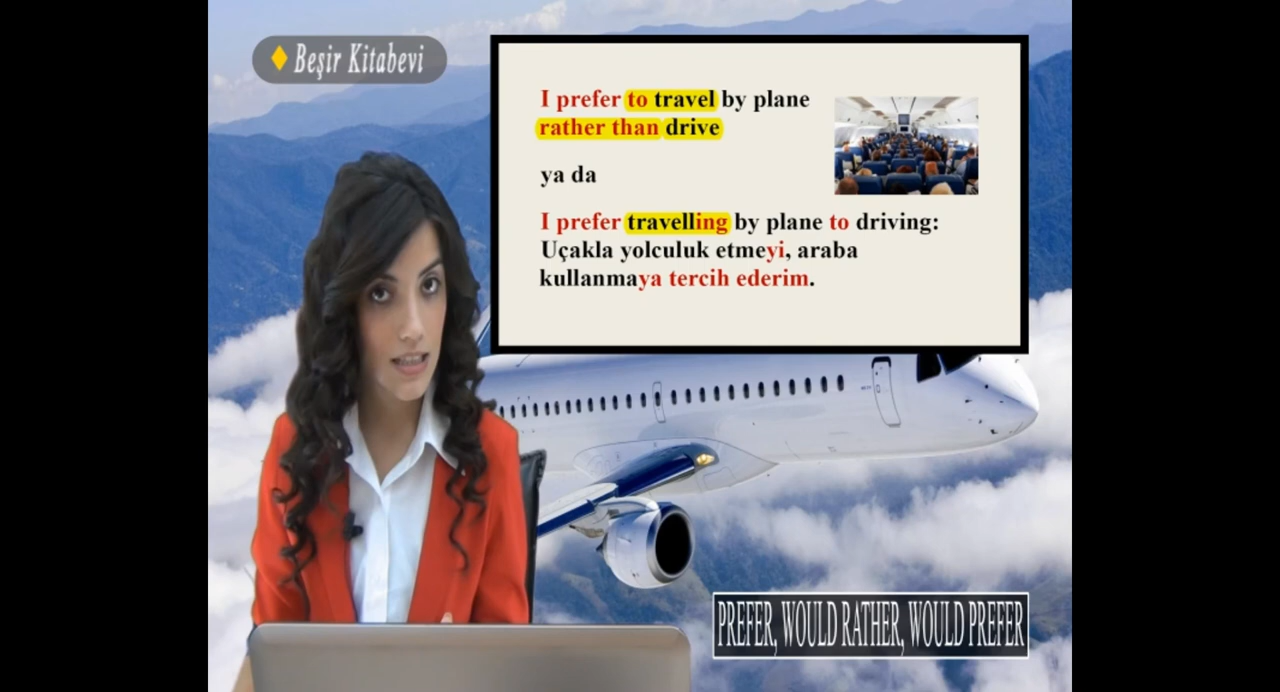 Beşir Kitabevi
I prefer to travel by plane
rather than drive
ya da
I prefer travelling by plane to driving:
Uçakla yolculuk etmeyi, araba
kullanmaya tercih ederim.
PREFER, WOULD RATHER, WOULD PREFER